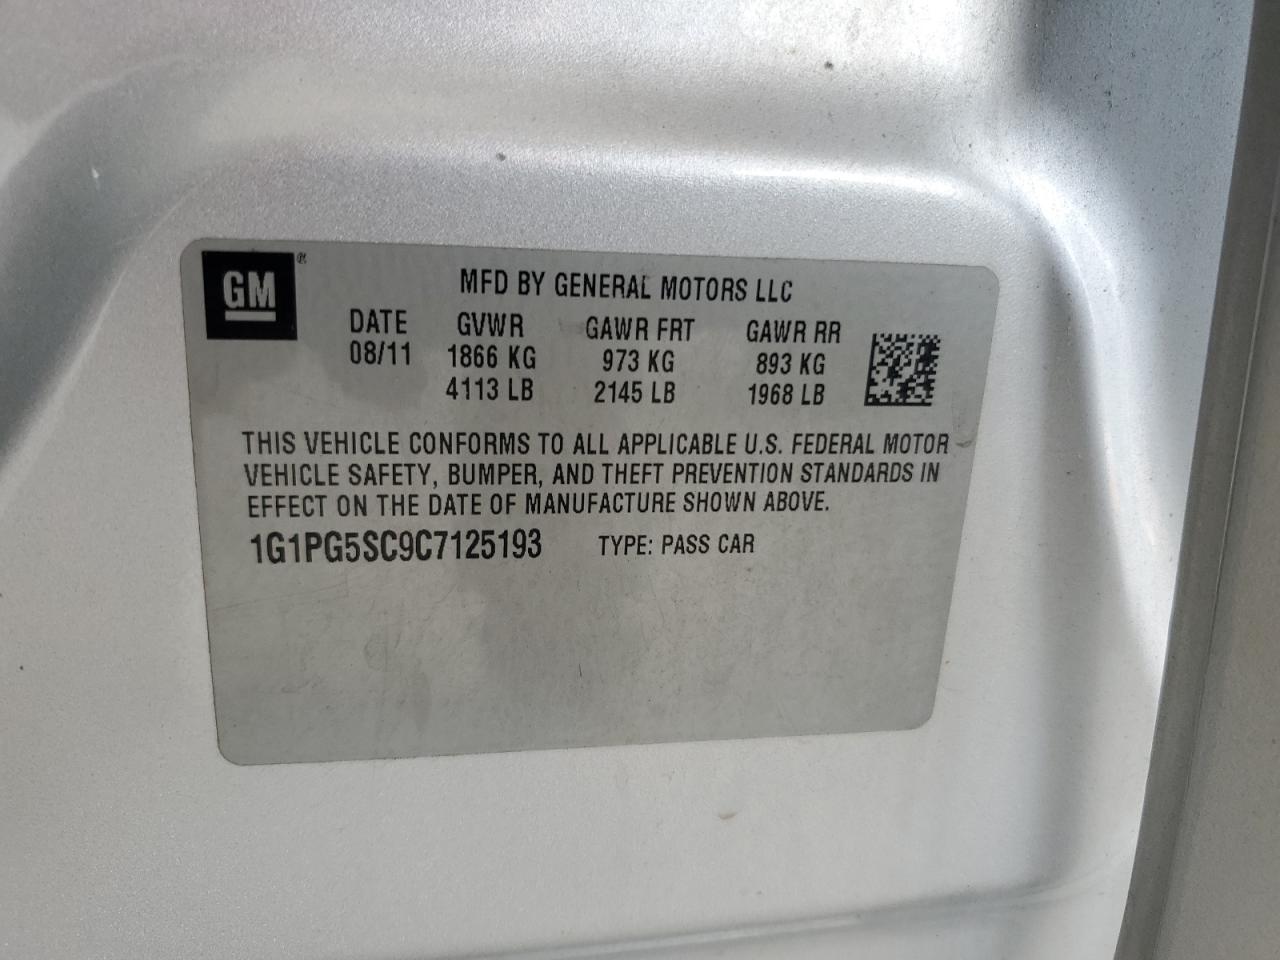 GM®
MFD BY GENERAL MOTORS LLC
DATE GVWR GAWR FRT GAWR RR
08/11 1866 KG 973 KG 893 KG
4113 LB 2145 LB 1968 LB
THIS VEHICLE CONFORMS TO ALL APPLICABLE U.S. FEDERAL MOTOR
VEHICLE SAFETY, BUMPER, AND THEFT PREVENTION STANDARDS IN
EFFECT ON THE DATE OF MANUFACTURE SHOWN ABOVE.
1G1PG5SC9C7125193 TYPE: PASS CAR